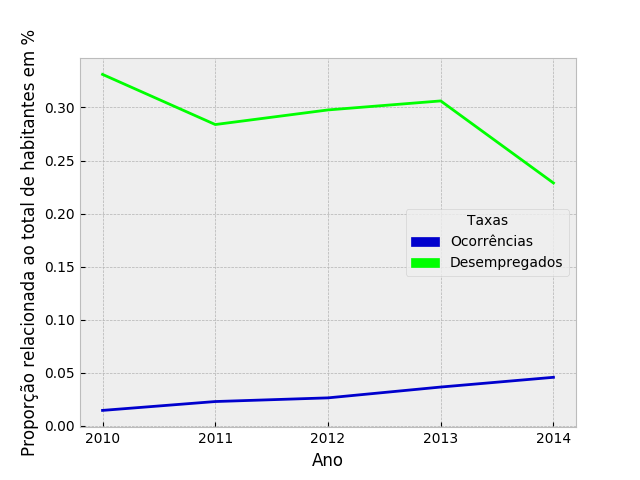 Proporção relacionada ao total de habitantes em %
0.30
0.25
0.20
0.15
0.10
0.05
0.00
Taxas
Ocorrências
Desempregados
2010 2011 2012 2013 2014
Ano